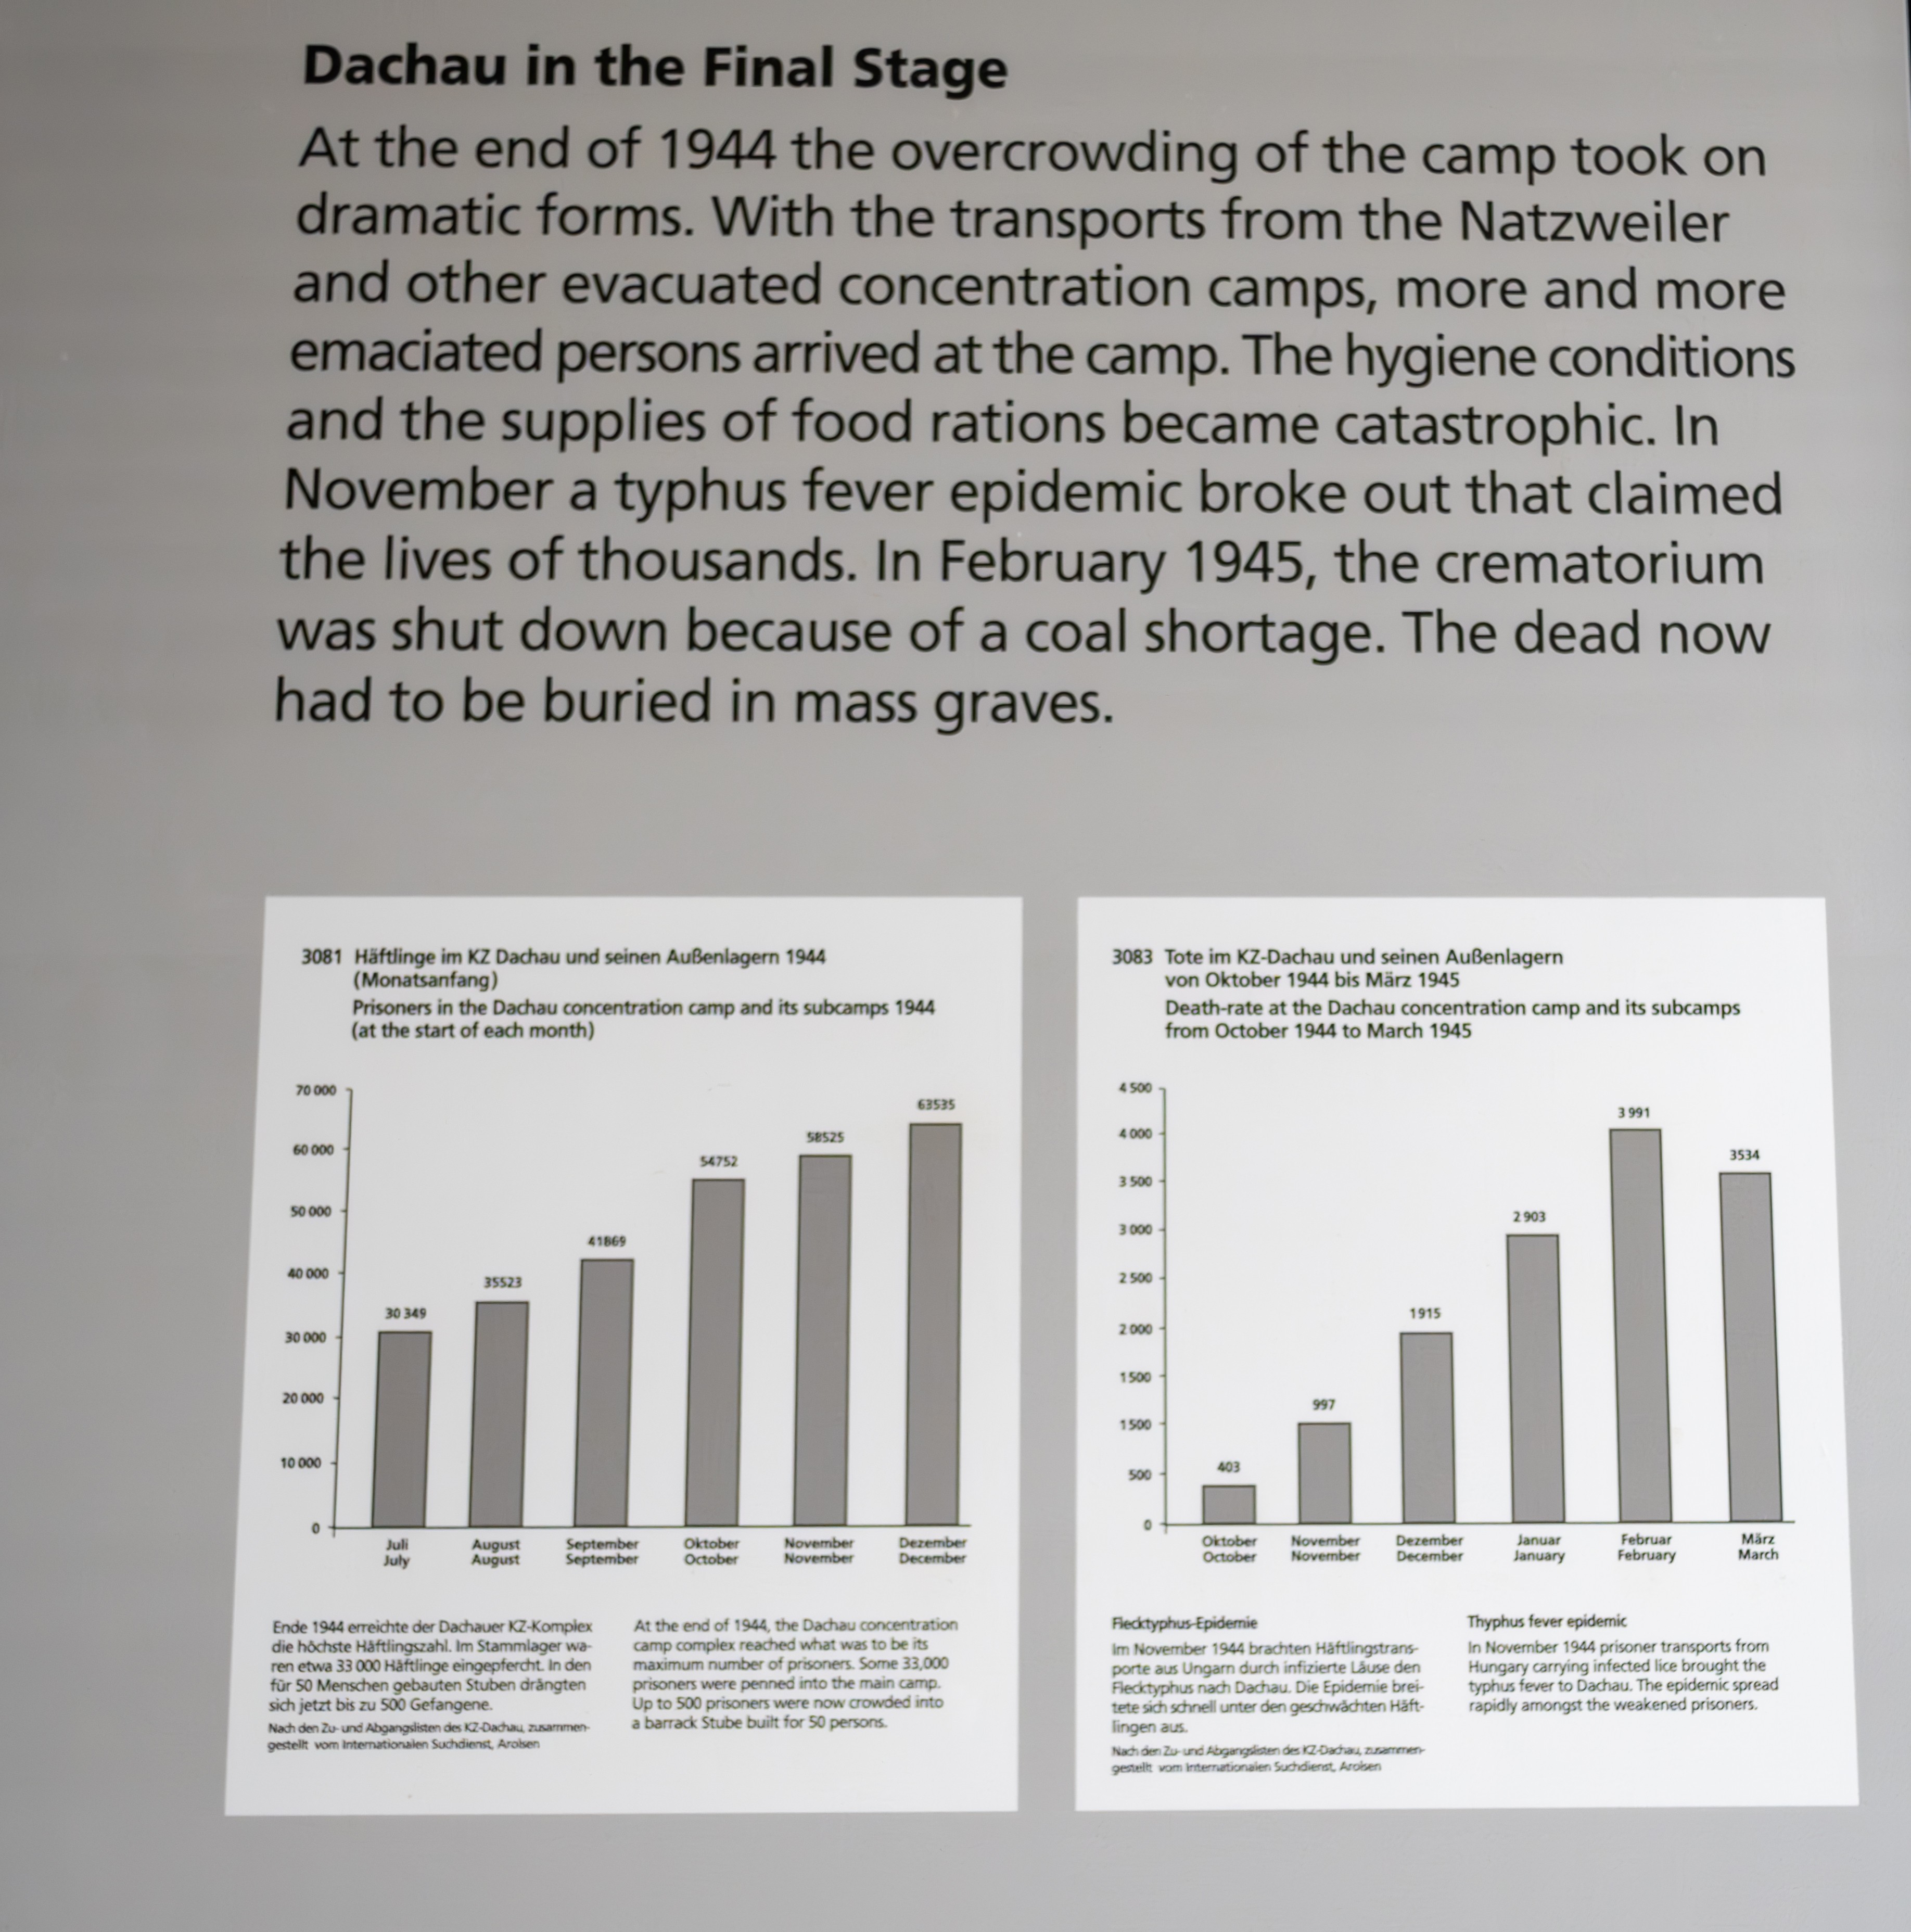 Dachau in the Final Stage
At the end of 1944 the overcrowding of the camp took on
dramatic forms. With the transports from the Natzweiler
and other evacuated concentration camps, more and more
emaciated persons arrived at the camp. The hygiene conditions
and the supplies of food rations became catastrophic. In
November a typhus fever epidemic broke out that claimed
the lives of thousands. In February 1945, the crematorium
was shut down because of a coal shortage. The dead now
had to be buried in mass graves.
3081 Häftlinge im KZ Dachau und seinen Außenlagern 1944
(Monatsanfang)
Prisoners in the Dachau concentration camp and its subcamps 1944
(at the start of each month)
70 000
60 000
50 000
40 000
30 000
20 000
10 000
0
30 349
35523
41869
54752
58525
63535
Juli August September Oktober November Dezember
July August September October November December
Ende 1944 erreichte der Dachauer KZ-Komplex
die höchste Häftlingszahl. Im Stammlager wa-
ren etwa 33 000 Häftlinge eingepfercht. In den
für 50 Menschen gebauten Stuben drängten
sich jetzt bis zu 500 Gefangene.
Nach den Zu- und Abgangslisten des KZ-Dachau, zusammen-
gestellt vom Internationalen Suchdienst, Arolsen
At the end of 1944, the Dachau concentration
camp complex reached what was to be its
maximum number of prisoners. Some 33,000
prisoners were penned into the main camp.
Up to 500 prisoners were now crowded into
a barrack Stube built for 50 persons.
3083 Tote im KZ-Dachau und seinen Außenlagern
von Oktober 1944 bis März 1945
Death-rate at the Dachau concentration camp and its subcamps
from October 1944 to March 1945
4 500
4 000
3 500
3 000
2 500
2 000
1 500
1 500
500
0
403
997
1 915
2 903
3 991
3534
Oktober November Dezember Januar Februar März
October November December January February March
Flecktyphus-Epidemie
Im November 1944 brachten Häftlingstrans-
porte aus Ungarn durch infizierte Läuse den
Flecktyphus nach Dachau. Die Epidemie brei-
tete sich schnell unter den geschwächten Häft-
lingen aus.
Nach den Zu- und Abgangslisten des KZ-Dachau, zusammen-
gestellt vom Internationalen Suchdienst, Arolsen
Thyphus fever epidemic
In November 1944 prisoner transports from
Hungary carrying infected lice brought the
typhus fever to Dachau. The epidemic spread
rapidly amongst the weakened prisoners.